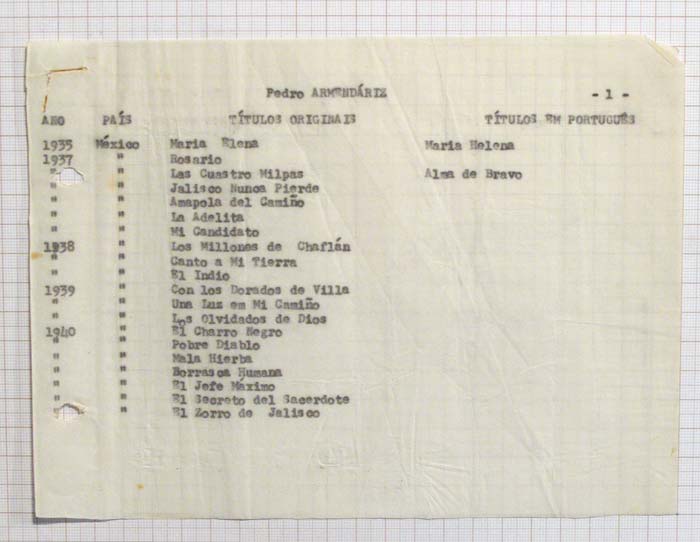 Pedro ARMENDÁRIZ - 1 -
ANO PAÍS TÍTULOS ORIGINAIS TÍTULOS EM PORTUGUÊS
1935 México Maria Elena Maria Helena
1937 " Rosario
" " Las Cuastro Milpas Alma de Bravo
" " Jalisco Nunca Pierde
" " Amapola del Camiño
" " La Adelita
" " Mi Candidato
1938 " Los Millones de Chaflán
" " Canto a Mi Tierra
" " El Indio
1939 " Con los Dorados de Villa
" " Una Luz em Mi Camiño
" " Los Olvidados de Dios
1940 " El Charro Negro
" " Pobre Diablo
" " Mala Hierba
" " Borrasca Humana
" " El Jefe Máximo
" " El Secreto del Sacerdote
" " El Zorro de Jalisco